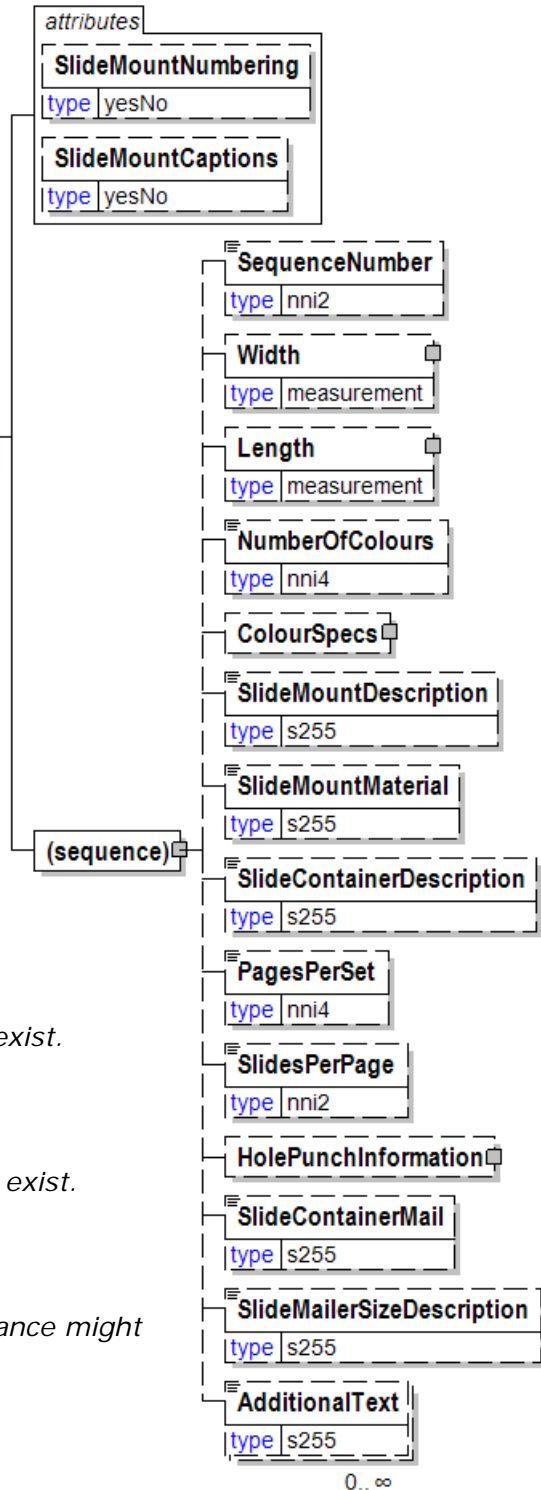 attributes
SlideMountNumbering
type yesNo
SlideMountCaptions
type yesNo
SequenceNumber
type nni2
Width
type measurement
Length
type measurement
NumberOfColours
type nni4
ColourSpecs
SlideMountDescription
type s255
SlideMountMaterial
type s255
(sequence)
SlideContainerDescription
type s255
PagesPerSet
type nni4
exist.
SlidesPerPage
type nni2
HolePunchInformation
exist.
SlideContainerMail
type s255
SlideMailerSizeDescription
ance might
type s255
AdditionalText
type s255
0.. ∞